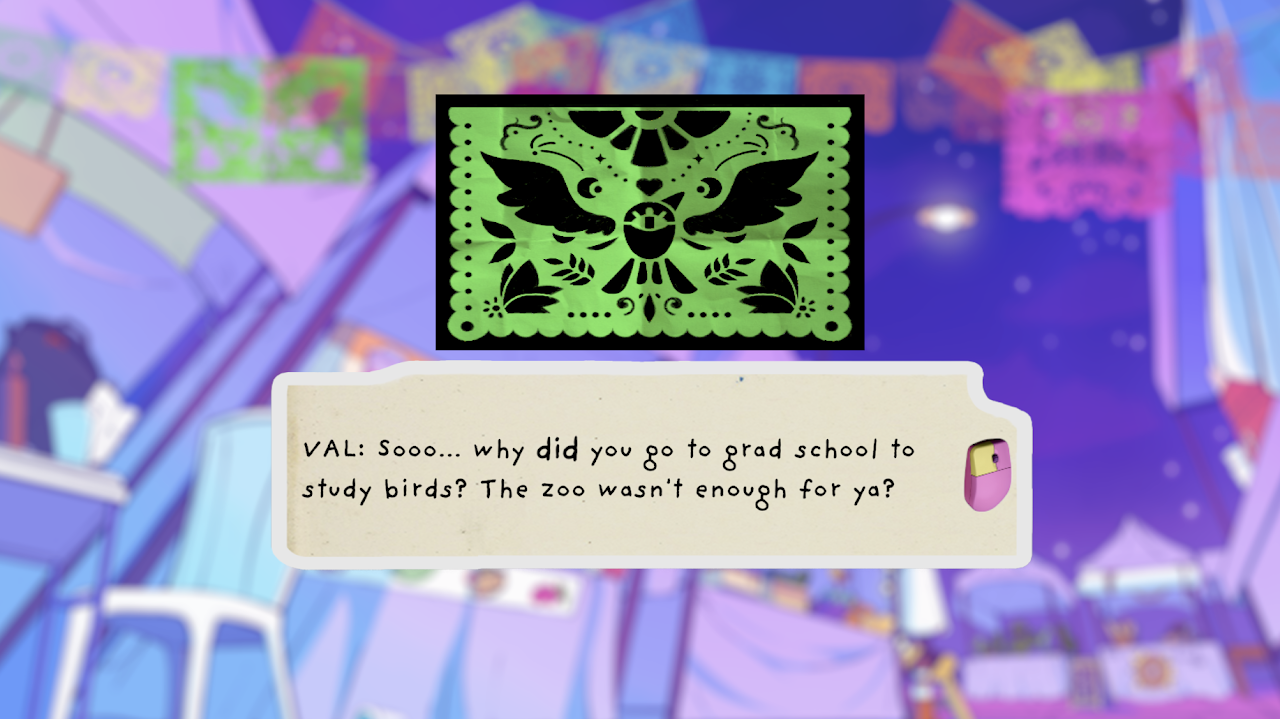 VAL: Sooo... why did you go to grad school to
study birds? The zoo wasn't enough for ya?